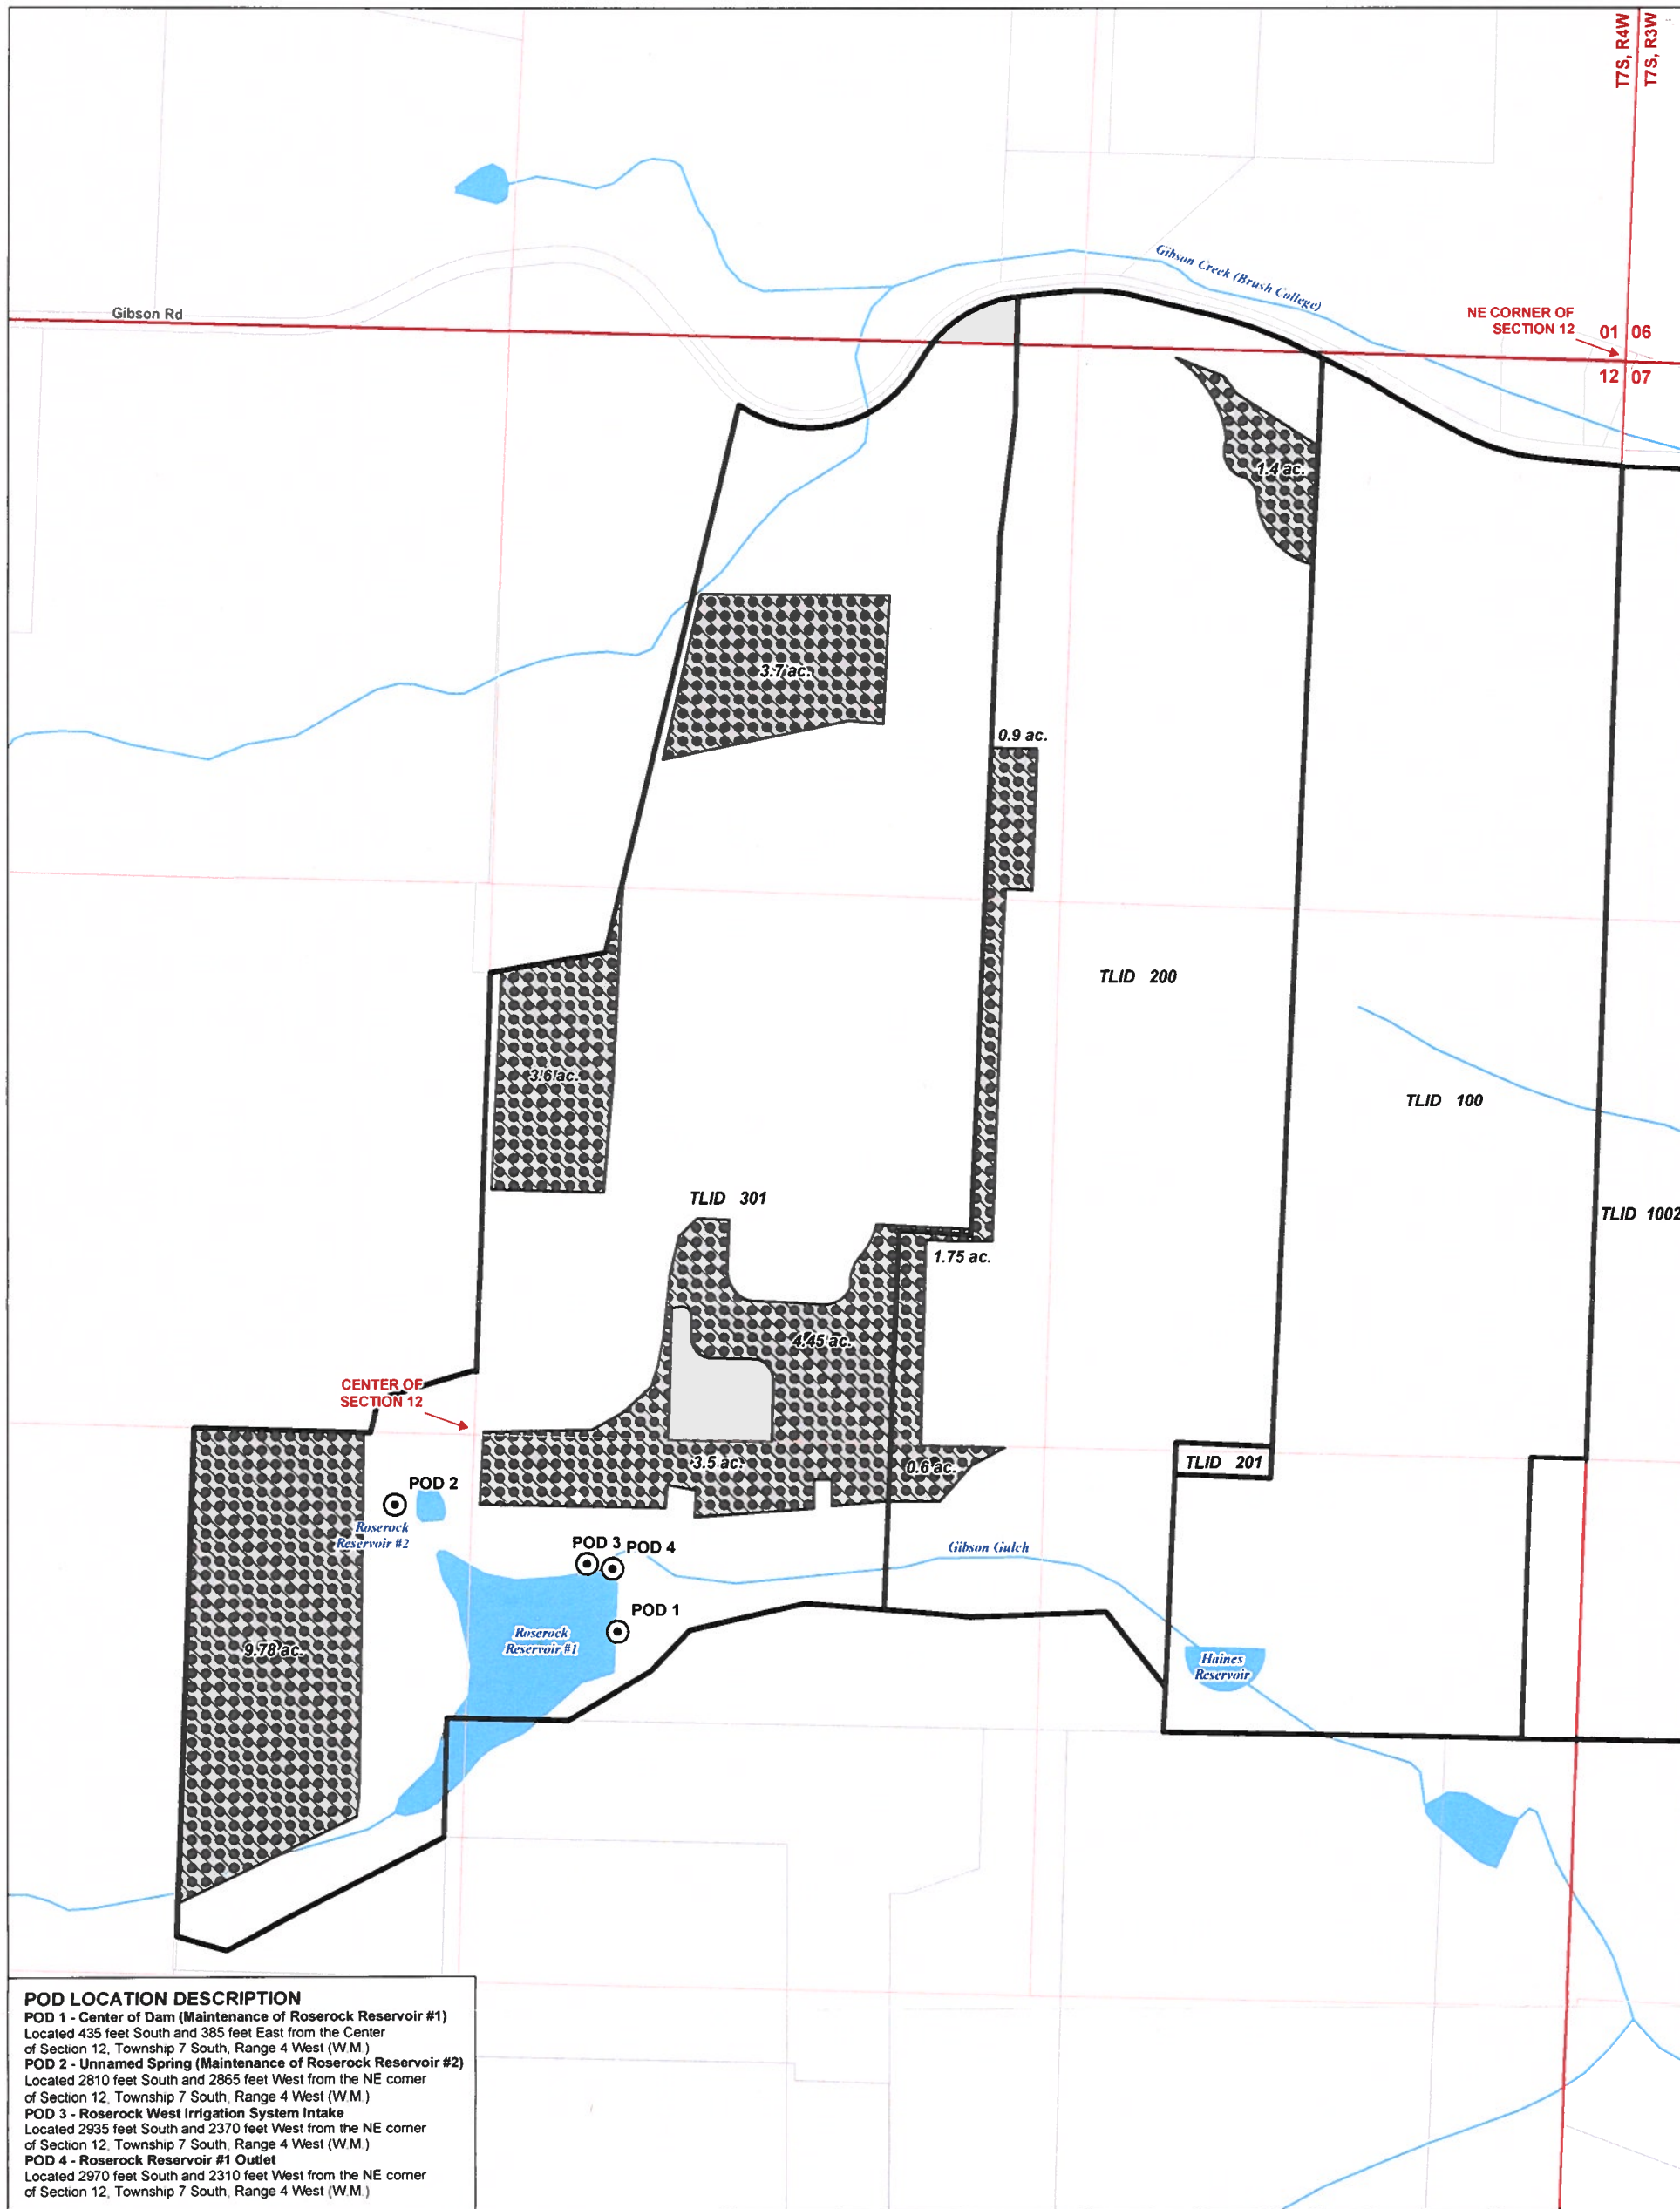 T7S, R4W
T7S, R3W
Gibson Creek (Brush College)
Gibson Rd
NE CORNER OF
SECTION 12
01 06
12 07
1.4 ac.
3.7 ac.
0.9 ac.
TLID 200
3.6 ac.
TLID 100
TLID 301
TLID 1002
1.75 ac.
4.45 ac.
CENTER OF
SECTION 12
3.5 ac.
0.6 ac.
TLID 201
POD 2
Roserock
Reservoir #2
POD 3
POD 4
Gibson Gulch
POD 1
Roserock
Reservoir #1
9.78 ac.
Haines
Reservoir
POD LOCATION DESCRIPTION
POD 1 - Center of Dam (Maintenance of Roserock Reservoir #1)
Located 435 feet South and 385 feet East from the Center
of Section 12, Township 7 South, Range 4 West (W.M.)
POD 2 - Unnamed Spring (Maintenance of Roserock Reservoir #2)
Located 2810 feet South and 2865 feet West from the NE corner
of Section 12, Township 7 South, Range 4 West (W.M.)
POD 3 - Roserock West Irrigation System Intake
Located 2935 feet South and 2370 feet West from the NE corner
of Section 12, Township 7 South, Range 4 West (W.M.)
POD 4 - Roserock Reservoir #1 Outlet
Located 2970 feet South and 2310 feet West from the NE corner
of Section 12, Township 7 South, Range 4 West (W.M.)